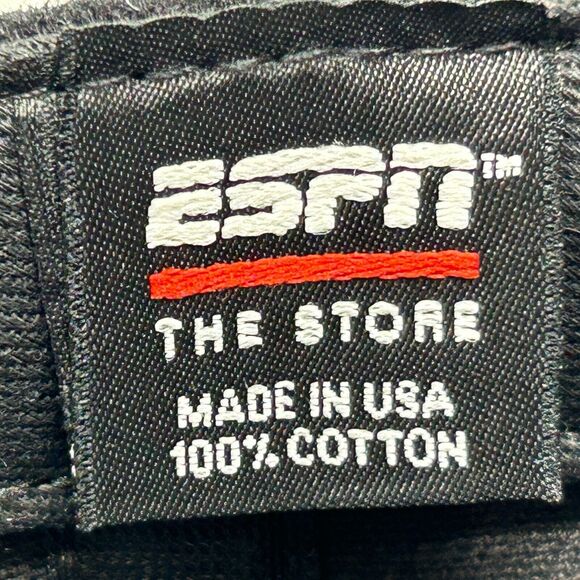 ESPN™
THE STORE
MADE IN USA
100% COTTON